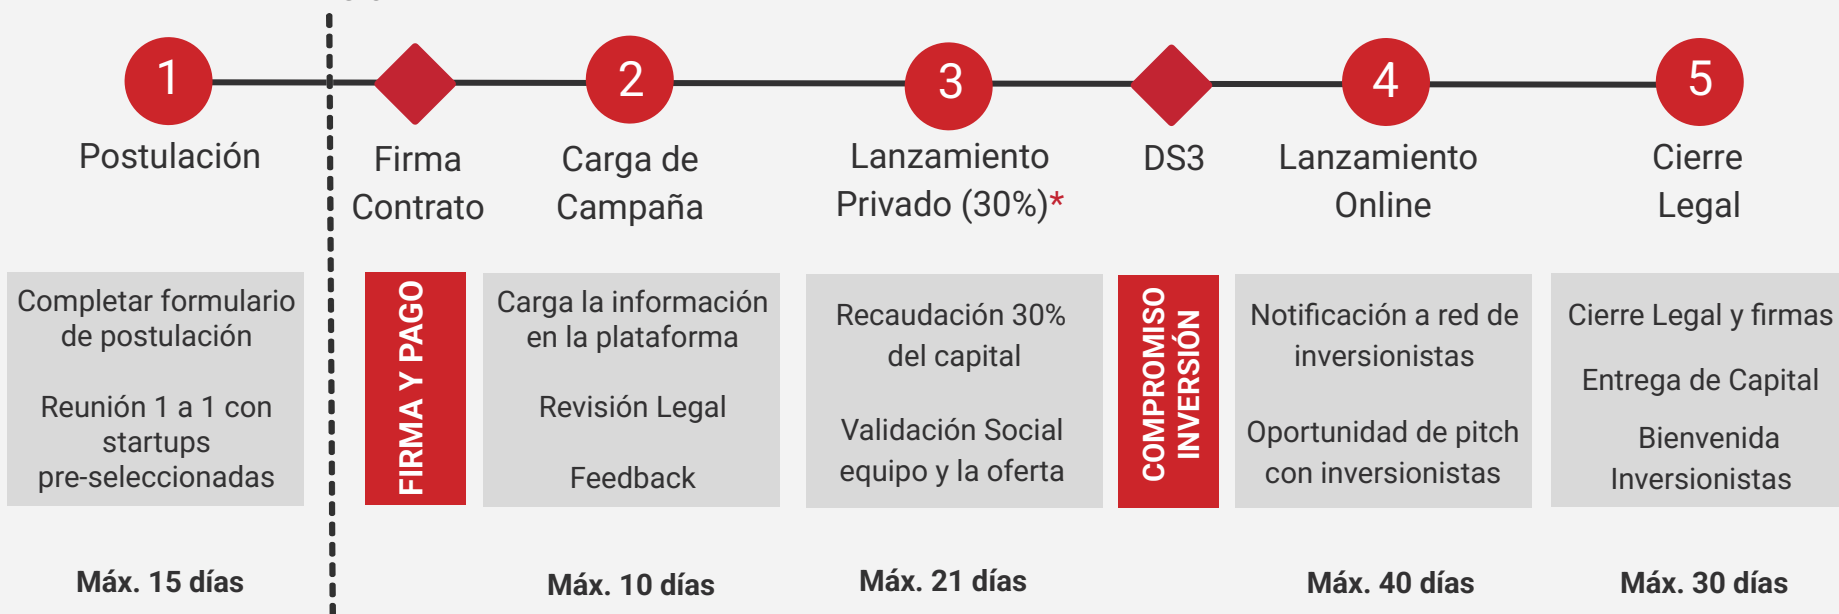 1
Postulación
Completar formulario
de postulación
Reunión 1 a 1 con
startups
pre-seleccionadas
Máx. 15 días
Firma
Contrato
FIRMA Y PAGO
2
Carga de
Campaña
Carga la información
en la plataforma
Revisión Legal
Feedback
Máx. 10 días
3
Lanzamiento
Privado (30%)*
Recaudación 30%
del capital
Validación Social
equipo y la oferta
Máx. 21 días
DS3
COMPROMISO
INVERSIÓN
4
Lanzamiento
Online
Notificación a red de
inversionistas
Oportunidad de pitch
con inversionistas
Máx. 40 días
5
Cierre
Legal
Cierre Legal y firmas
Entrega de Capital
Bienvenida
Inversionistas
Máx. 30 días